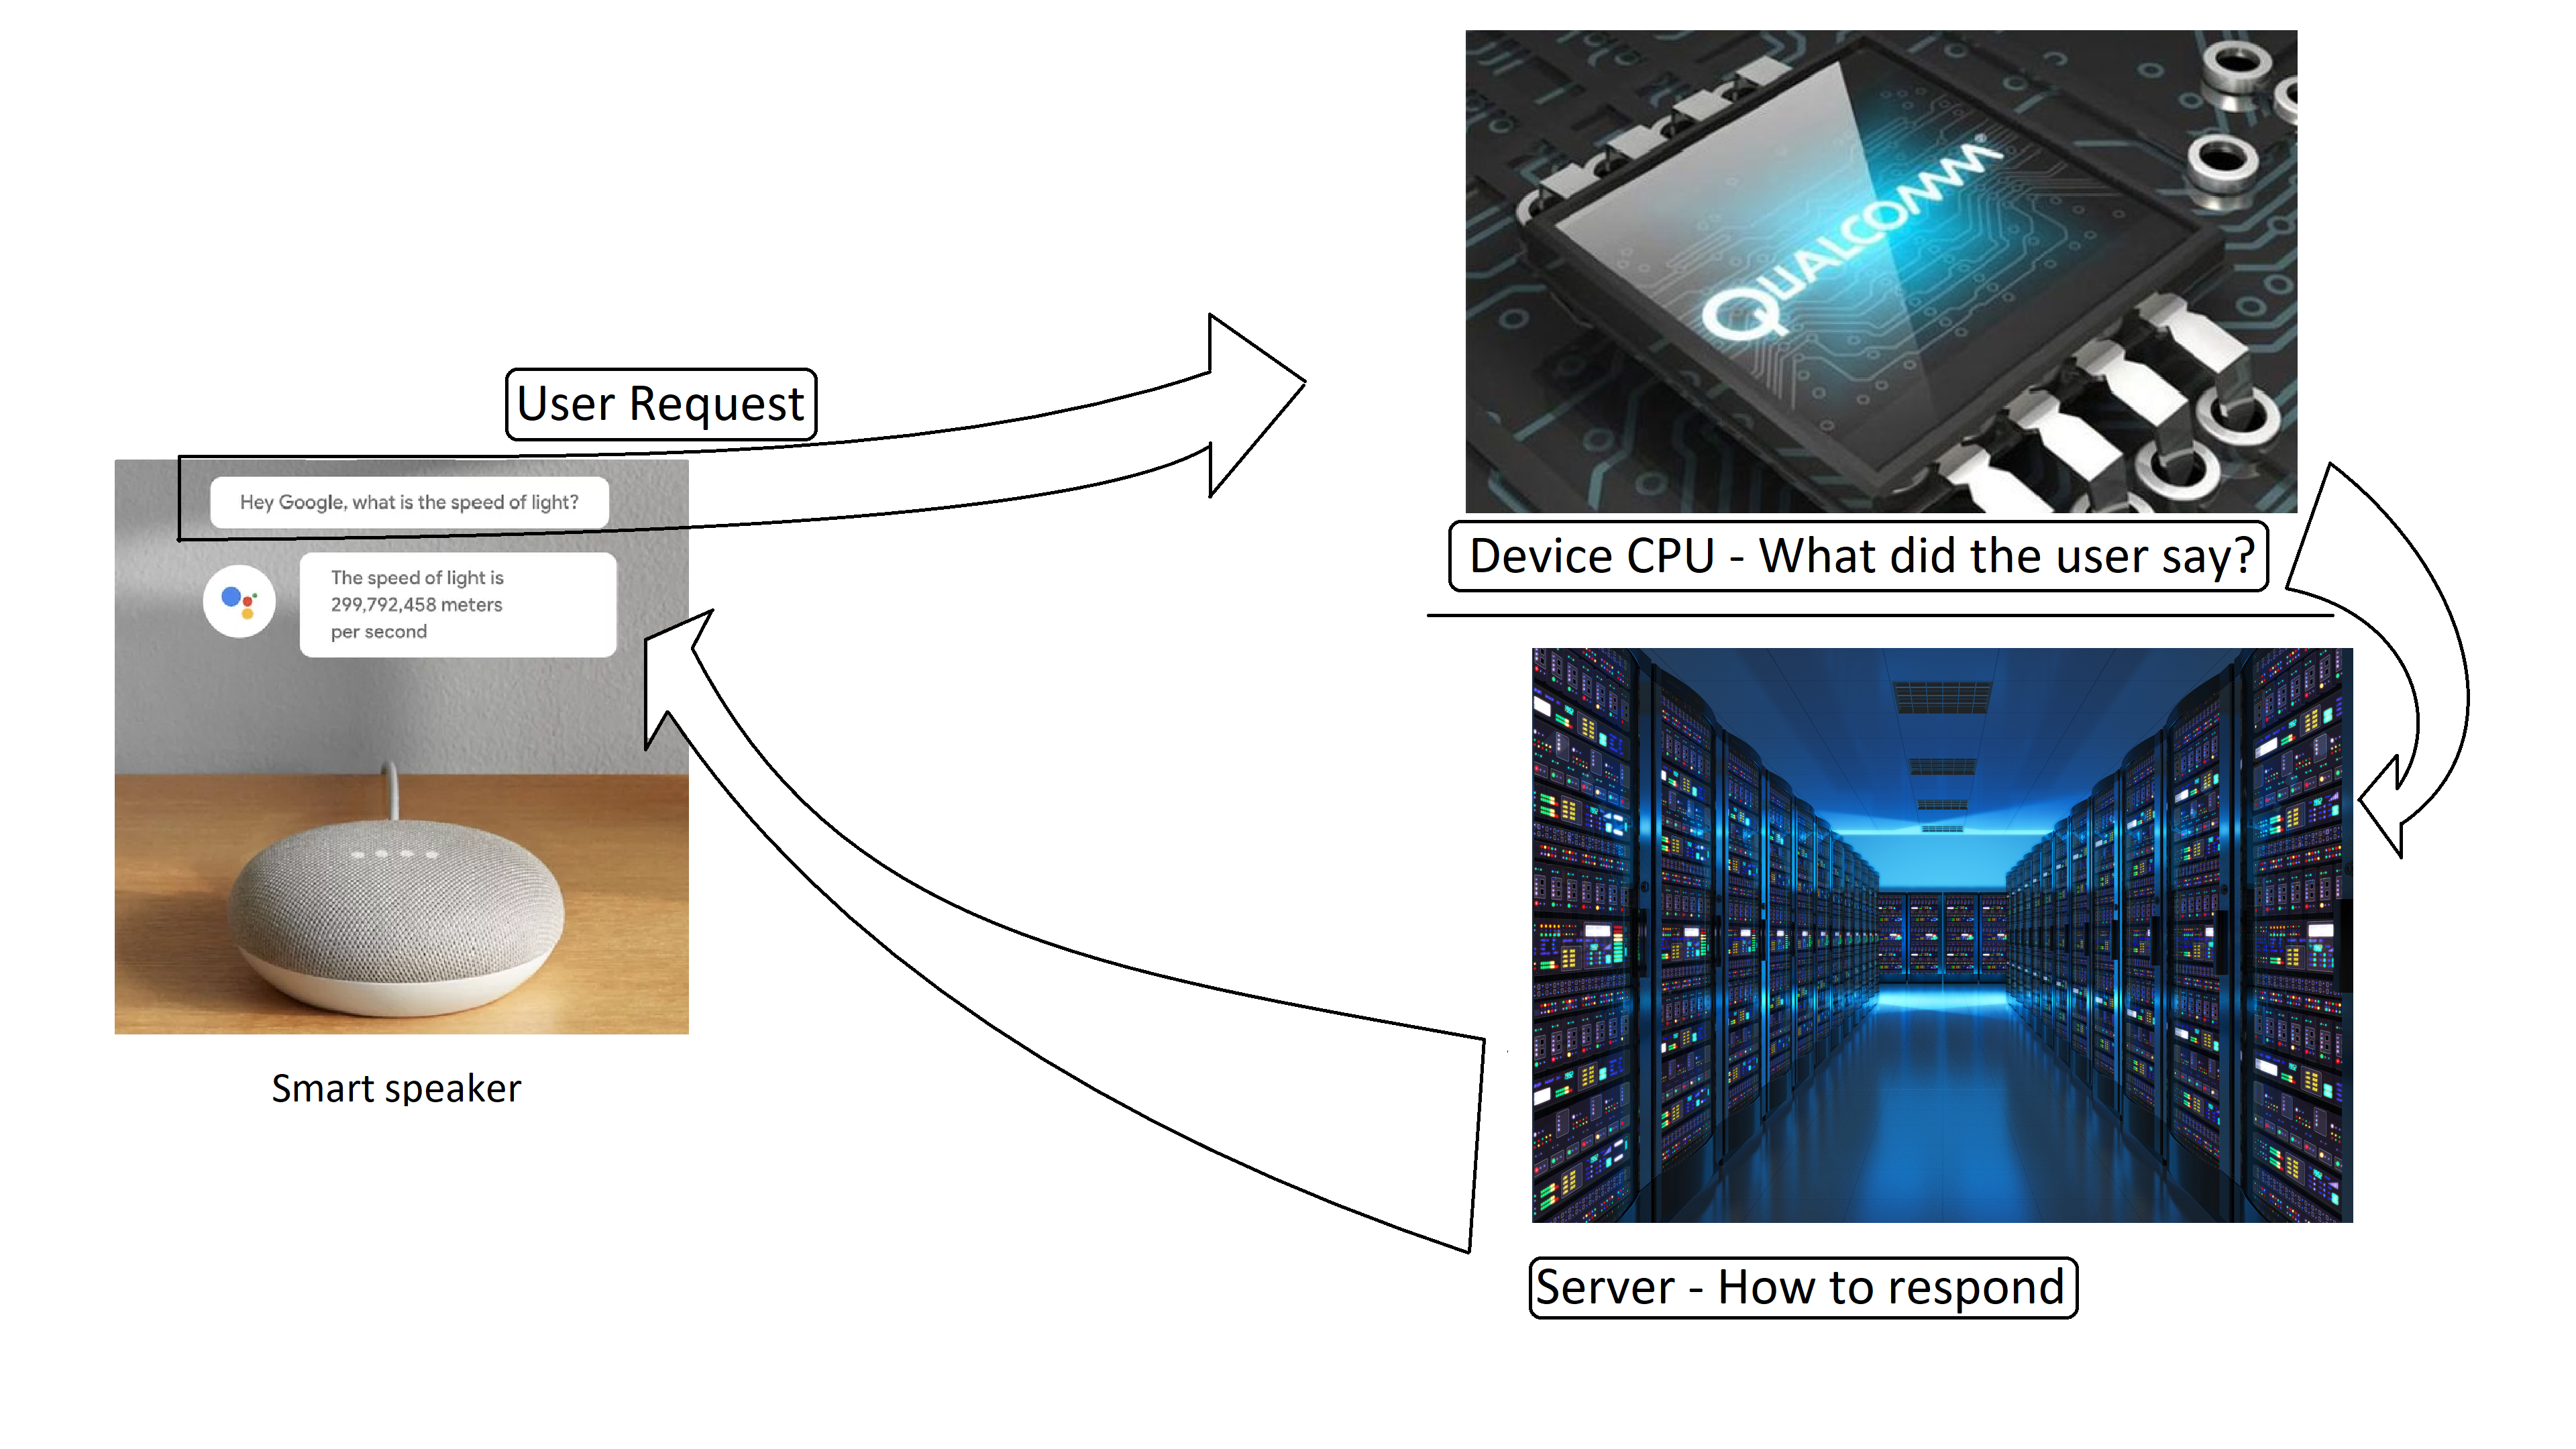 User Request
Hey Google, what is the speed of light?
The speed of light is
299,792,458 meters
per second
Smart speaker
QUALCOMM®
Device CPU - What did the user say?
Server - How to respond